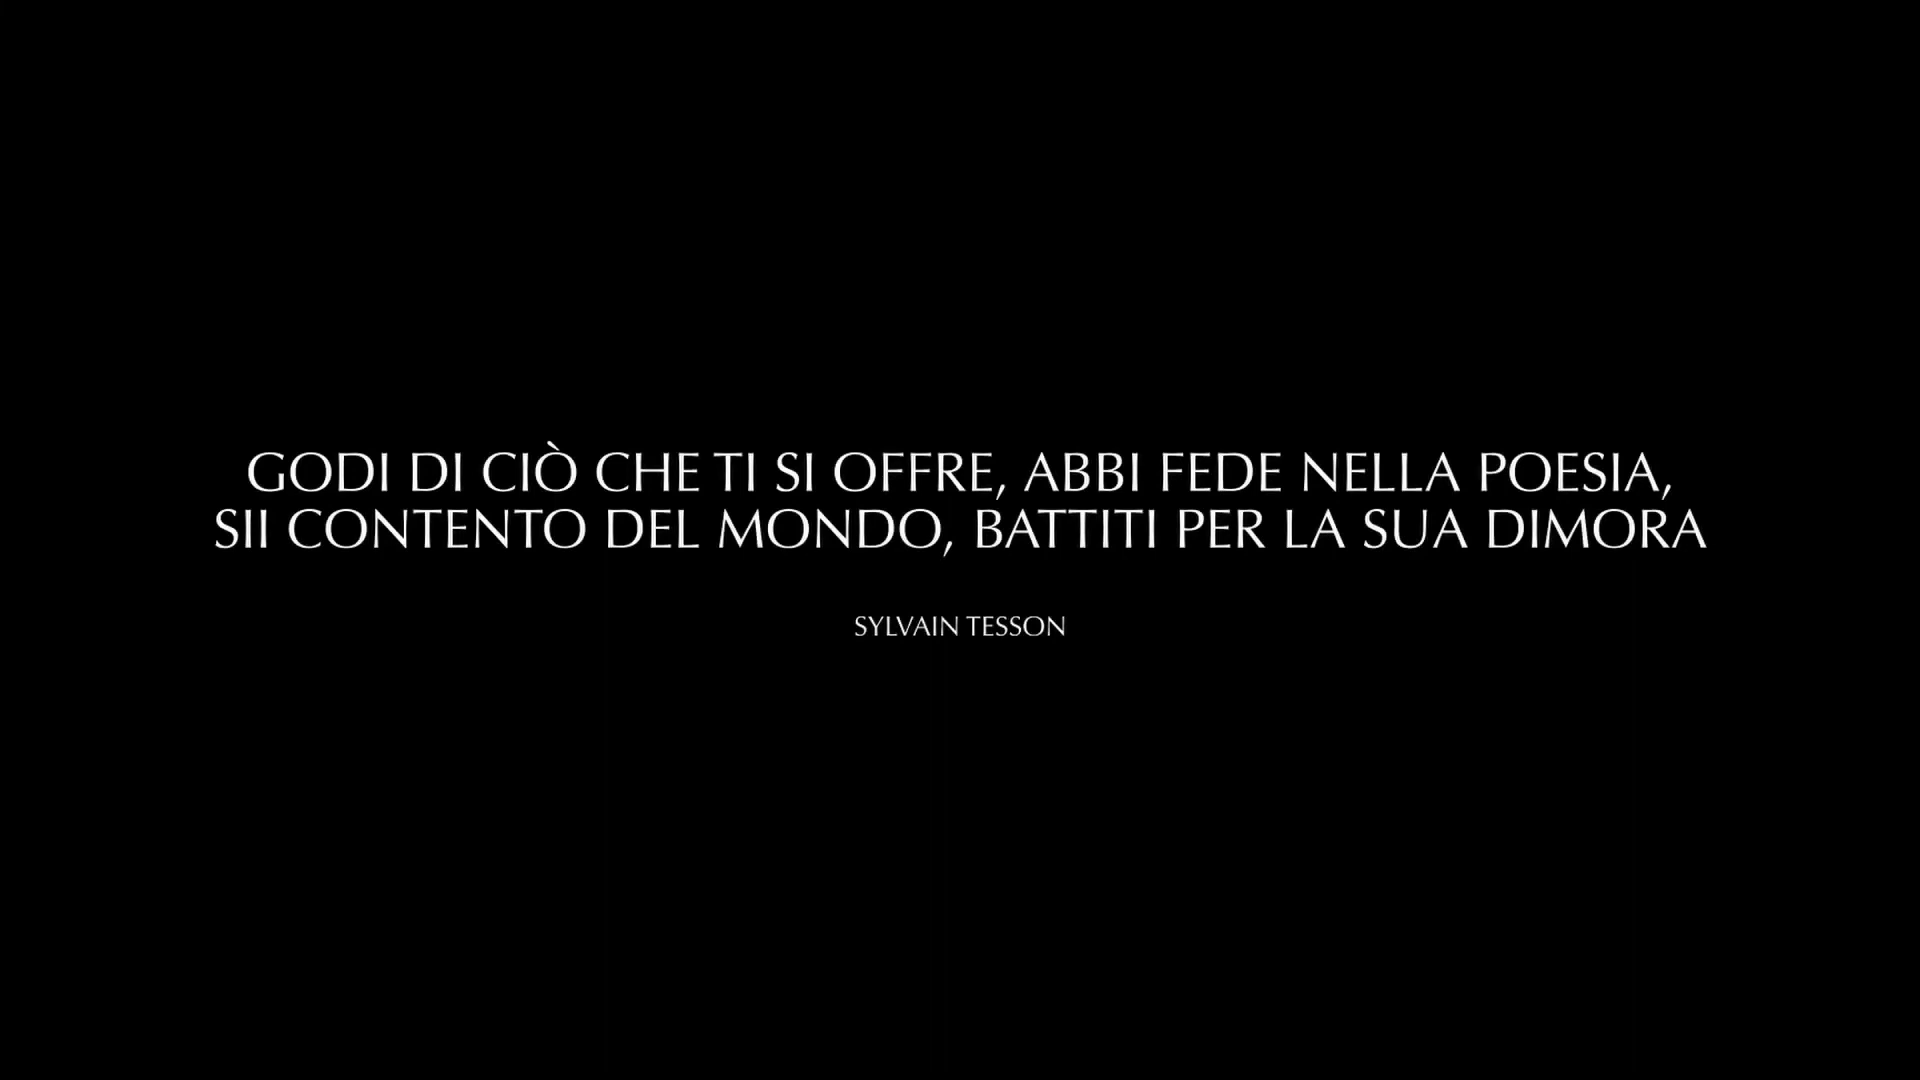 GODI DI CIÒ CHE TI SI OFFRE, ABBI FEDE NELLA POESIA,
SII CONTENTO DEL MONDO, BATTITI PER LA SUA DIMORA
SYLVAIN TESSON